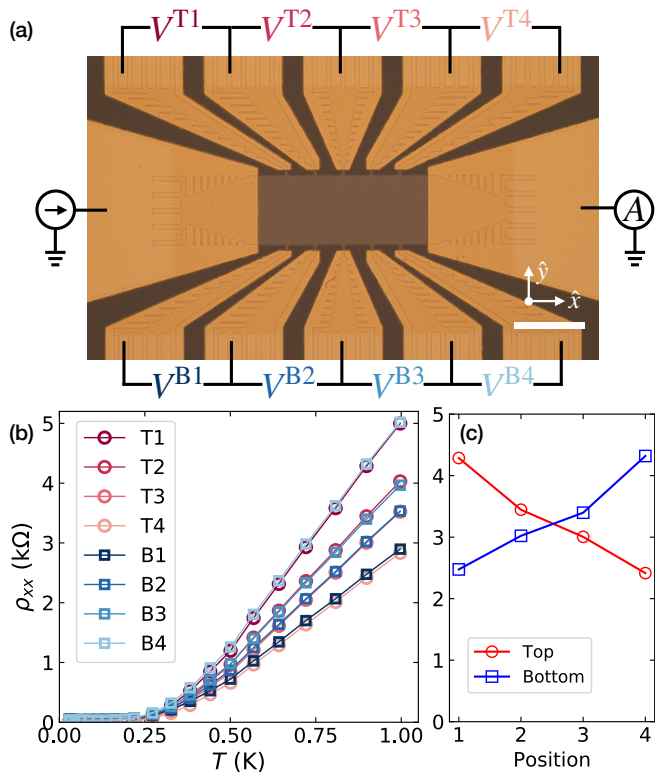 (a)
V^T1 V^T2 V^T3 V^T4
A
ŷ
x̂
V^B1 V^B2 V^B3 V^B4
(b)
5
4
3
2
1
0
ρxx (kΩ)
T1
T2
T3
T4
B1
B2
B3
B4
0.00 0.25 0.50 0.75 1.00
T (K)
(c)
5
4
3
2
1
0
Top
Bottom
1 2 3 4
Position